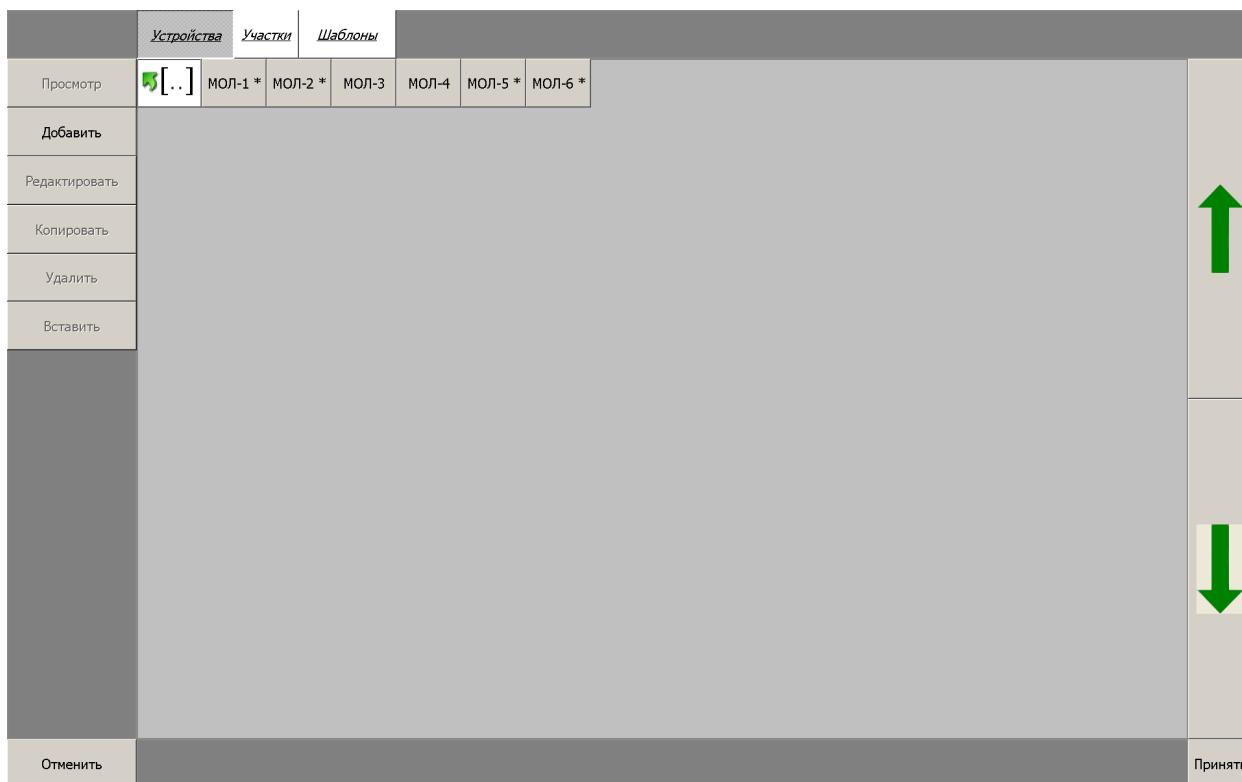 Устройства Участки Шаблоны
Просмотр [..] МОЛ-1 * МОЛ-2 * МОЛ-3 МОЛ-4 МОЛ-5 * МОЛ-6 *
Добавить
Редактировать
Копировать
Удалить
Вставить
Отменить Принять